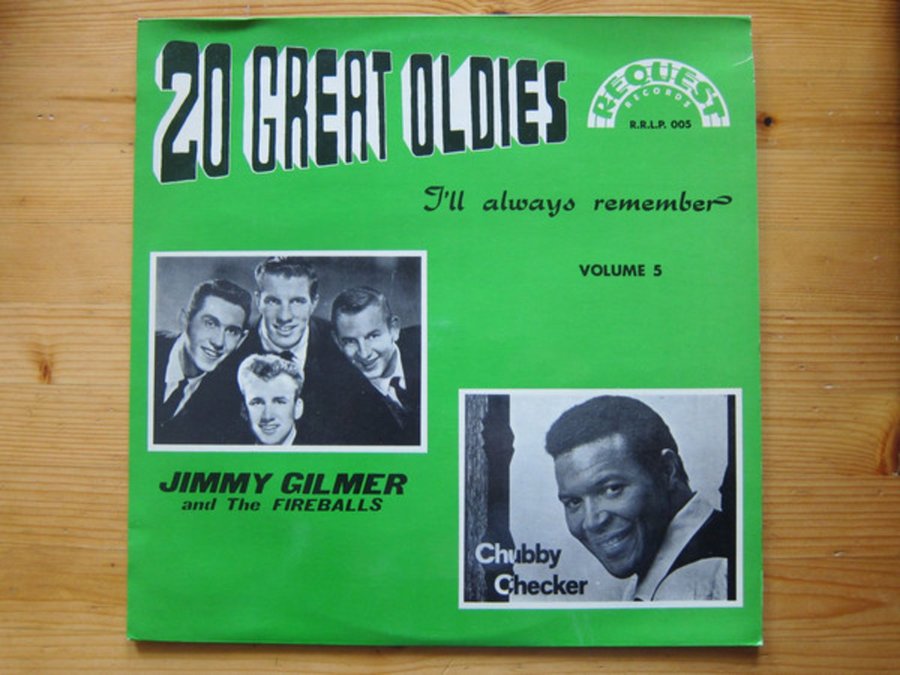 20 GREAT OLDIES
REQUEST
RECORDS
R.R.L.P. 005
I'll always remember
VOLUME 5
JIMMY GILMER
and The FIREBALLS
Chubby
Checker